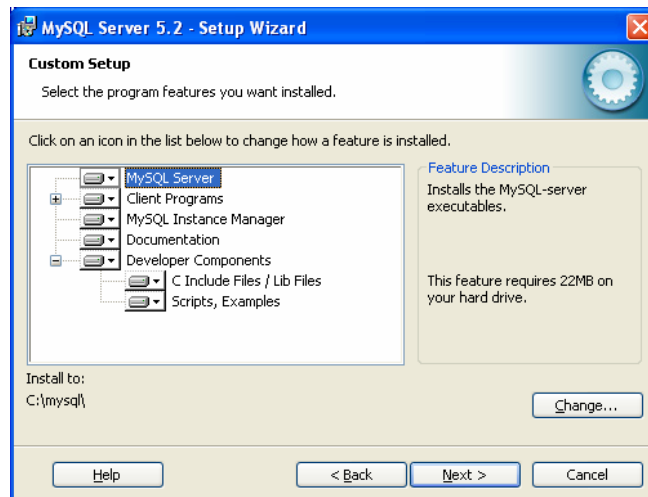 MySQL Server 5.2 - Setup Wizard
Custom Setup
Select the program features you want installed.
Click on an icon in the list below to change how a feature is installed.
MySQL Server
Client Programs
MySQL Instance Manager
Documentation
Developer Components
C Include Files / Lib Files
Scripts, Examples
Feature Description
Installs the MySQL-server
executables.
This feature requires 22MB on
your hard drive.
Install to:
C:\mysql\
Change...
Help
< Back
Next >
Cancel